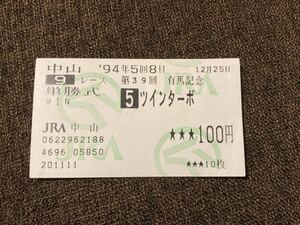 中山 '94年5回8日 12月25日
9 レース 第39回 有馬記念
単勝式
WIN
5 ツインターボ
JRA 中山
★★★100円
0622962188
4696 05850
201111
★★★10枚